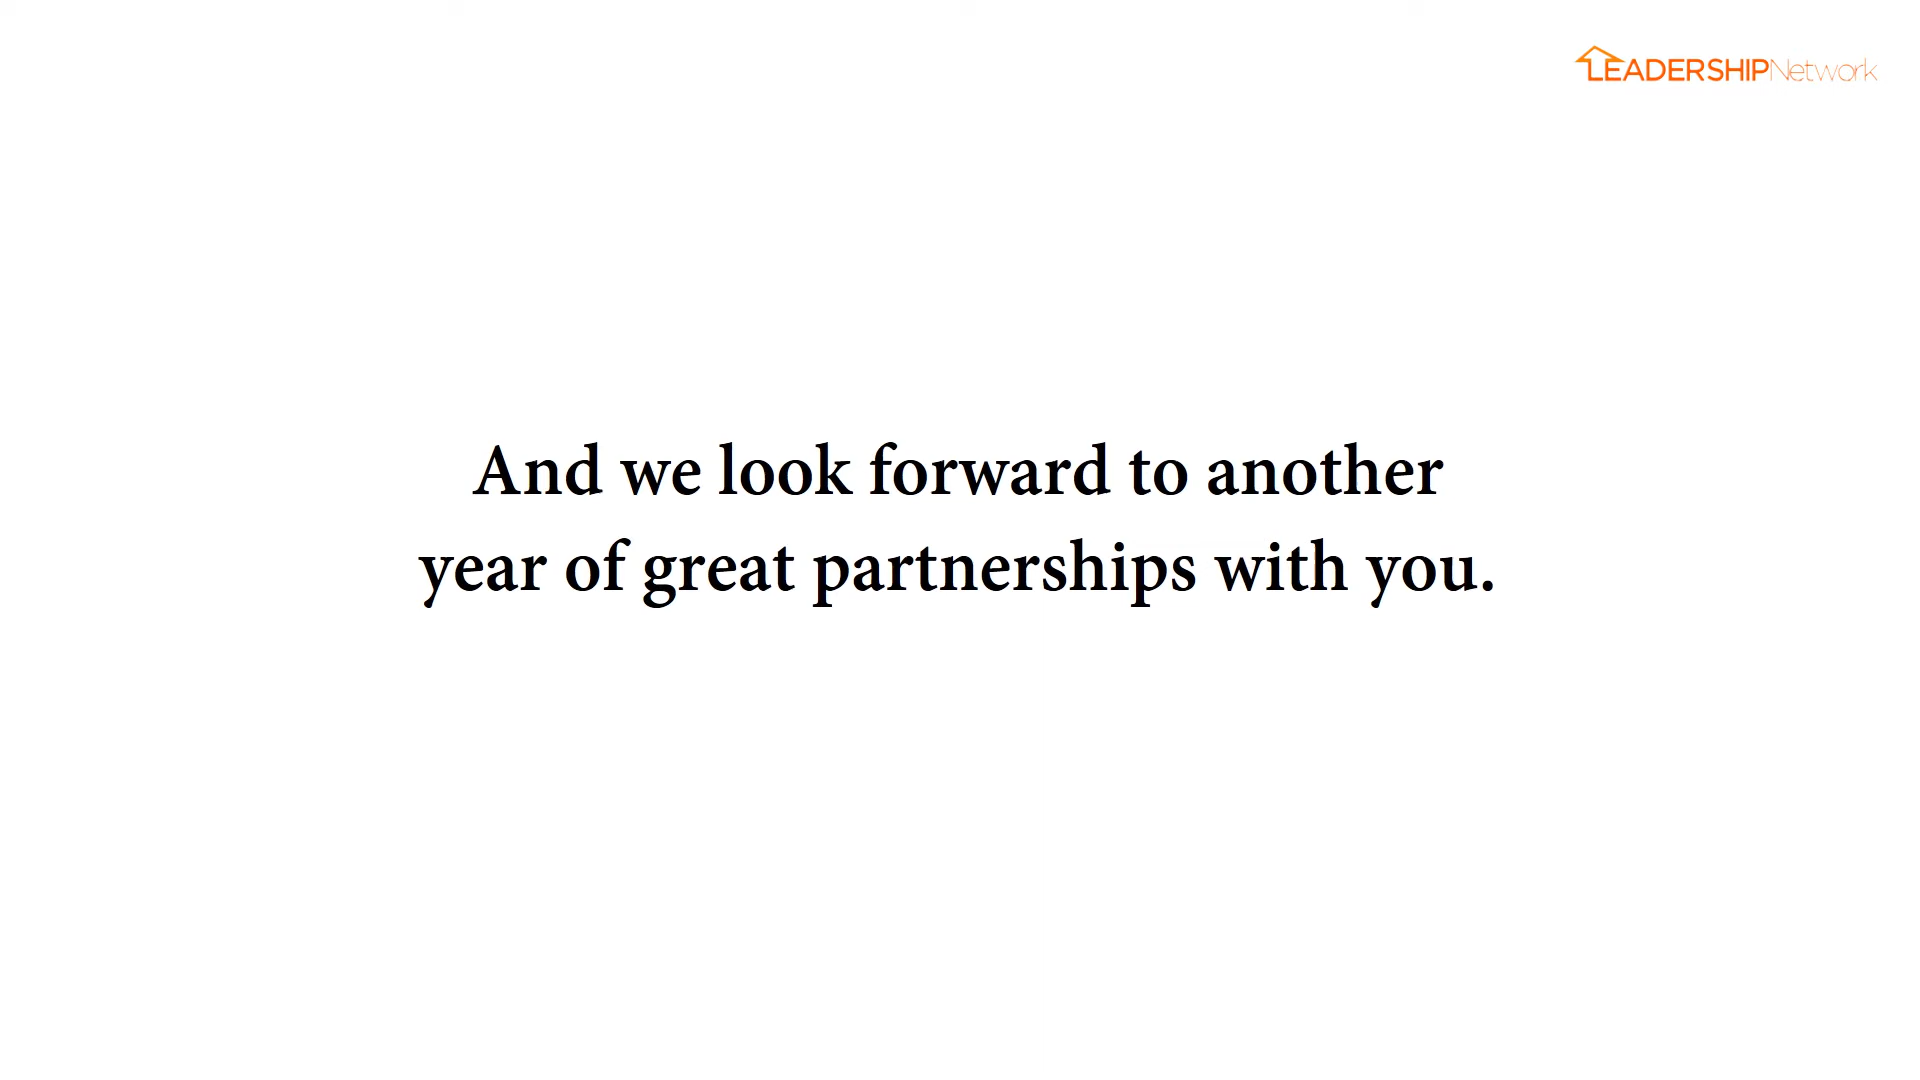 LEADERSHIPNetwork
And we look forward to another
year of great partnerships with you.